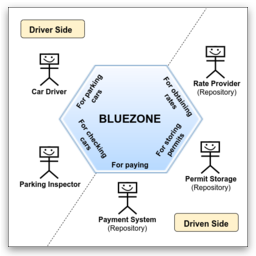 Driver Side
Car Driver
For parking
cars
For obtaining
rates
Rate Provider
(Repository)
BLUEZONE
For checking
cars
For storing
permits
For paying
Parking Inspector
Permit Storage
(Repository)
Payment System
(Repository)
Driven Side